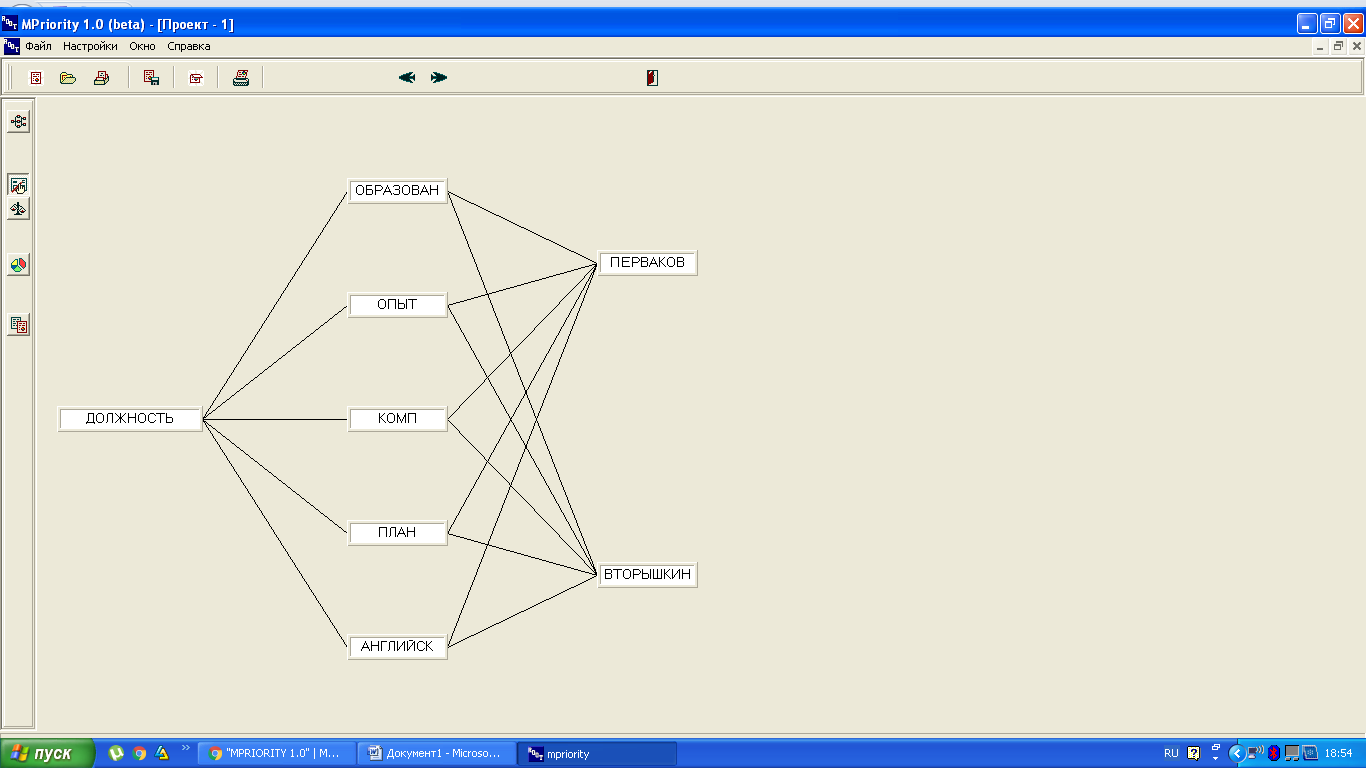 MPriority 1.0 (beta) - [Проект - 1]
Файл Настройки Окно Справка
ОБРАЗОВАН
ПЕРВАКОВ
ОПЫТ
ДОЛЖНОСТЬ
КОМП
ПЛАН
ВТОРЫШКИН
АНГЛИЙСК
пуск
"MPRIORITY 1.0" | М...
Документ1 - Microso...
mpriority
RU
18:54